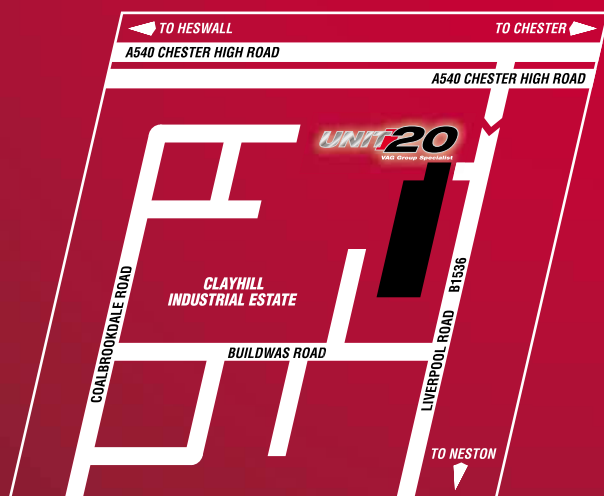 TO HESWALL
TO CHESTER
A540 CHESTER HIGH ROAD
A540 CHESTER HIGH ROAD
UNIT 20
VAG Group Specialist
CLAYHILL
INDUSTRIAL ESTATE
COALBROOKDALE ROAD
BUILDWAS ROAD
LIVERPOOL ROAD B1536
TO NESTON